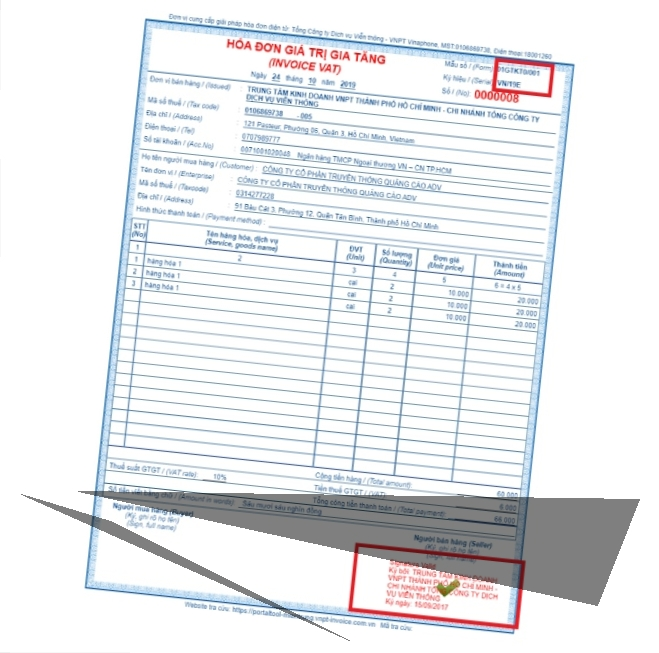 Đơn vị cung cấp giải pháp hóa đơn điện tử: Tổng Công ty Dịch vụ Viễn thông - VNPT Vinaphone, MST:0106869738, Điện thoại:18001260
HÓA ĐƠN GIÁ TRỊ GIA TĂNG
(INVOICE VAT)
Ngày 24 tháng 10 năm 2019
Mẫu số / (Form) 01GTKT0/001
Ký hiệu / (Serial) VN/19E
Số / (No) 0000008
Đơn vị bán hàng / (Issued) : TRUNG TÂM KINH DOANH VNPT THÀNH PHỐ HỒ CHÍ MINH - CHI NHÁNH TỔNG CÔNG TY
DỊCH VỤ VIỄN THÔNG
Mã số thuế / (Tax code) : 0106869738 - 005
Địa chỉ / (Address) : 121 Pasteur, Phường 06, Quận 3, Hồ Chí Minh, Vietnam
Điện thoại / (Tel) : 0707989777
Số tài khoản / (Acc.No) : Ngân hàng TMCP Ngoại thương VN – CN TP.HCM
Họ tên người mua hàng / (Customer) : CÔNG TY CỔ PHẦN TRUYỀN THÔNG QUẢNG CÁO ADV
Tên đơn vị / (Enterprise) : CÔNG TY CỔ PHẦN TRUYỀN THÔNG QUẢNG CÁO ADV
Mã số thuế / (Taxcode) : 0314277228
Địa chỉ / (Address) : 51 Bàu Cát 3, Phường 12, Quận Tân Bình, Thành phố Hồ Chí Minh
Hình thức thanh toán / (Payment method) :
STT (No) Tên hàng hóa, dịch vụ (Service, goods name) ĐVT (Unit) Số lượng (Quantity) Đơn giá (Unit price) Thành tiền (Amount)
1 2 3 4 5 6 = 4 x 5
1 hàng hóa 1 cai 2 10.000 20.000
2 hàng hóa 1 cai 2 10.000 20.000
3 hàng hóa 1 cai 2 10.000 20.000
Thuế suất GTGT / (VAT rate): 10% Cộng tiền hàng / (Total amount): 60.000
Tiền thuế GTGT / (VAT) 6.000
Số tiền viết bằng chữ / (Amount in words): Sáu mươi sáu nghìn đồng Tổng cộng tiền thanh toán / (Total payment): 66.000
Người mua hàng (Buyer) Người bán hàng (Seller)
(Ký, ghi rõ họ tên) (Ký, ghi rõ họ tên)
(Sign, full name) (Sign, full name)
Signature Valid
Ký bởi: TRUNG TÂM KINH DOANH
VNPT THÀNH PHỐ HỒ CHÍ MINH -
CHI NHÁNH TỔNG CÔNG TY DỊCH
VỤ VIỄN THÔNG
Ký ngày: 15/09/2017
Website tra cứu: Mã tra cứu: